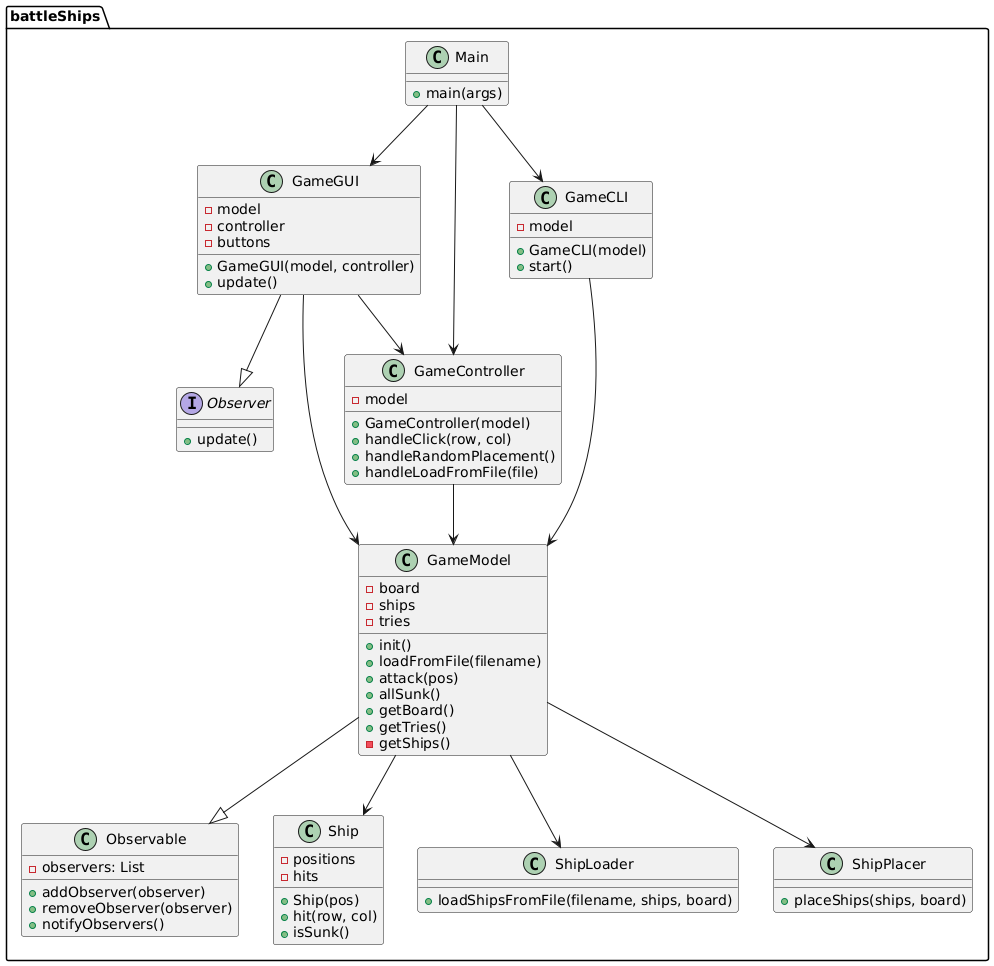 battleShips
C Main
main(args)
C GameGUI
model
controller
buttons
GameGUI(model, controller)
update()
C GameCLI
model
GameCLI(model)
start()
I Observer
update()
C GameController
model
GameController(model)
handleClick(row, col)
handleRandomPlacement()
handleLoadFromFile(file)
C GameModel
board
ships
tries
init()
loadFromFile(filename)
attack(pos)
allSunk()
getBoard()
getTries()
getShips()
C Observable
observers: List
addObserver(observer)
removeObserver(observer)
notifyObservers()
C Ship
positions
hits
Ship(pos)
hit(row, col)
isSunk()
C ShipLoader
loadShipsFromFile(filename, ships, board)
C ShipPlacer
placeShips(ships, board)